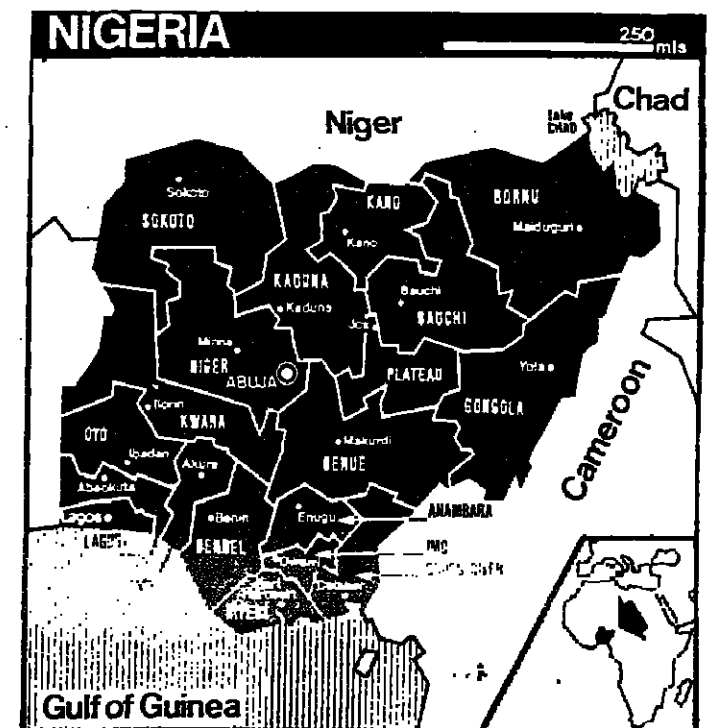 NIGERIA
250
mls
Niger
Chad
Lake
CHAD
Sokoto
SOKOTO
KANO
Kano
BORNU
Maiduguri
KADUNA
Kaduna
Bauchi
BAUCHI
Jos
Minna
NIGER
ABUJA
PLATEAU
Yola
GONGOLA
Cameroon
Ilorin
KWARA
OYO
Ibadan
Akure
Makurdi
BENUE
Abeokuta
Lagos
LAGOS
Benin
BENDEL
Enugu
ANAMBARA
IMO
CROSS RIVER
Gulf of Guinea